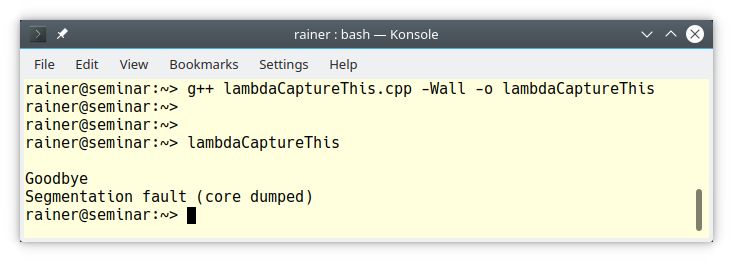 rainer : bash — Konsole
File Edit View Bookmarks Settings Help
rainer@seminar:~> g++ lambdaCaptureThis.cpp -Wall -o lambdaCaptureThis
rainer@seminar:~>
rainer@seminar:~>
rainer@seminar:~> lambdaCaptureThis
Goodbye
Segmentation fault (core dumped)
rainer@seminar:~>